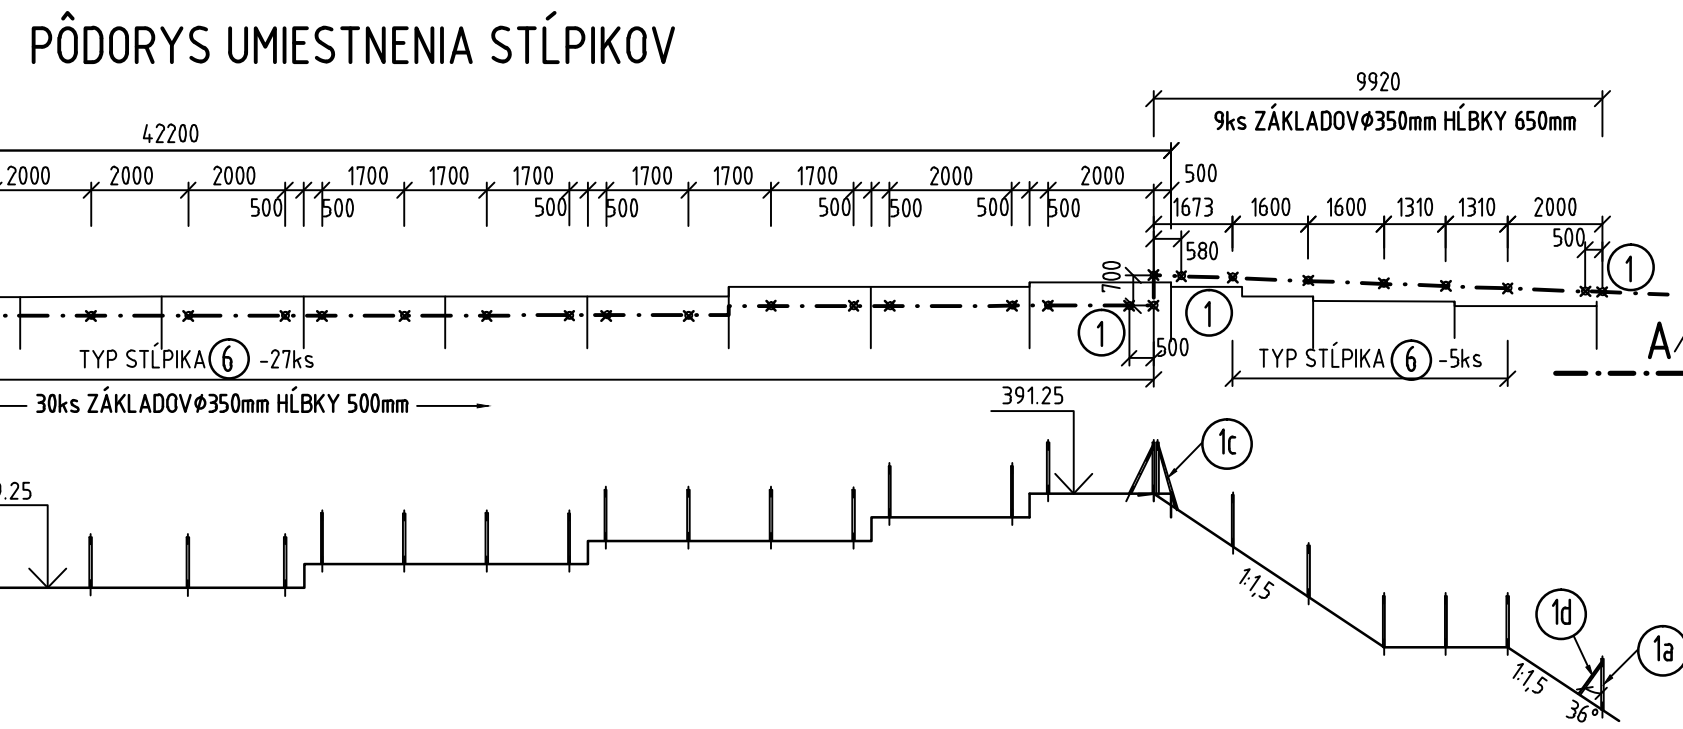 PÔDORYS UMIESTNENIA STĹPIKOV
9920
9ks ZÁKLADOVø350mm HĹBKY 650mm
42200
2000 2000 2000 1700 1700 1700 1700 1700 1700 2000 2000 500
500 500 500 500 500 500 500 500 1673 1600 1600 1310 1310 2000
580 500
700 1
1 1
500
TYP STĹPIKA 6 -27ks TYP STĹPIKA 6 -5ks A
30ks ZÁKLADOVø350mm HĹBKY 500mm
391.25
1c
.25
1:1,5
1d
1a
1:1,5
36°